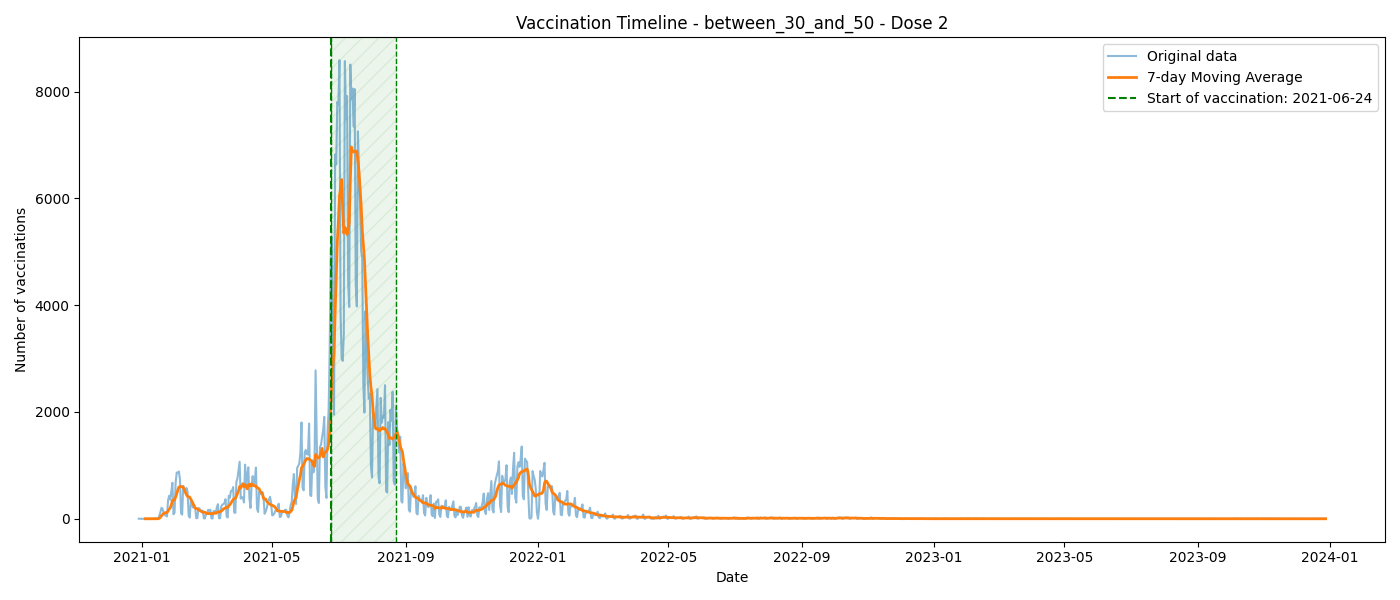 Vaccination Timeline - between_30_and_50 - Dose 2
Original data
7-day Moving Average
Start of vaccination: 2021-06-24
Number of vaccinations
8000
6000
4000
2000
0
2021-01 2021-05 2021-09 2022-01 2022-05 2022-09 2023-01 2023-05 2023-09 2024-01
Date